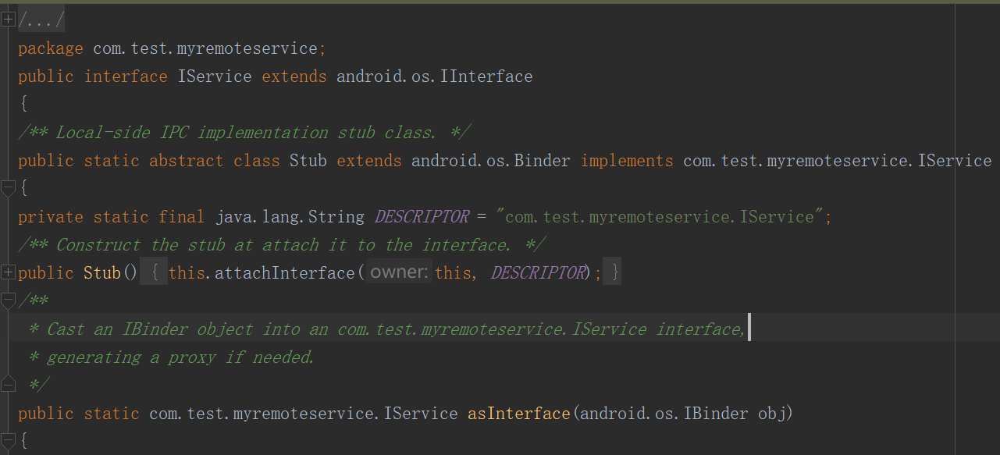 /.../
package com.test.myremoteservice;
public interface IService extends android.os.IInterface
{
/** Local-side IPC implementation stub class. */
public static abstract class Stub extends android.os.Binder implements com.test.myremoteservice.IService
{
private static final java.lang.String DESCRIPTOR = "com.test.myremoteservice.IService";
/** Construct the stub at attach it to the interface. */
public Stub() { this.attachInterface( owner: this, DESCRIPTOR); }
/**
* Cast an IBinder object into an com.test.myremoteservice.IService interface,
* generating a proxy if needed.
*/
public static com.test.myremoteservice.IService asInterface(android.os.IBinder obj)
{